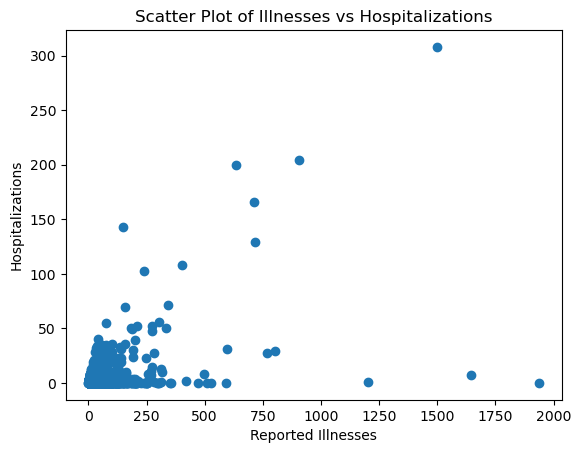 Scatter Plot of Illnesses vs Hospitalizations
300
250
200
150
100
50
0
Hospitalizations
0 250 500 750 1000 1250 1500 1750 2000
Reported Illnesses